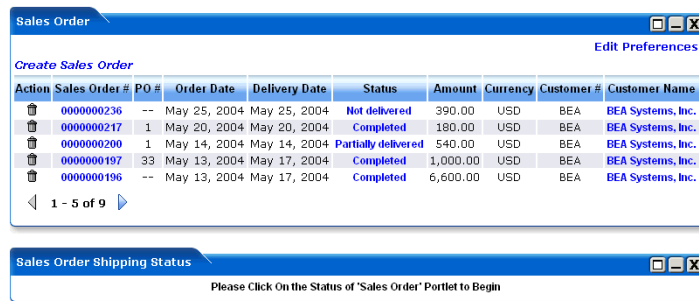 Sales Order
Edit Preferences
Create Sales Order
Action Sales Order # PO # Order Date Delivery Date Status Amount Currency Customer # Customer Name
0000000236 -- May 25, 2004 May 25, 2004 Not delivered 390.00 USD BEA BEA Systems, Inc.
0000000217 1 May 20, 2004 May 20, 2004 Completed 180.00 USD BEA BEA Systems, Inc.
0000000200 1 May 14, 2004 May 14, 2004 Partially delivered 540.00 USD BEA BEA Systems, Inc.
0000000197 33 May 13, 2004 May 17, 2004 Completed 1,000.00 USD BEA BEA Systems, Inc.
0000000196 -- May 13, 2004 May 17, 2004 Completed 6,600.00 USD BEA BEA Systems, Inc.
1 - 5 of 9
Sales Order Shipping Status
Please Click On the Status of 'Sales Order' Portlet to Begin